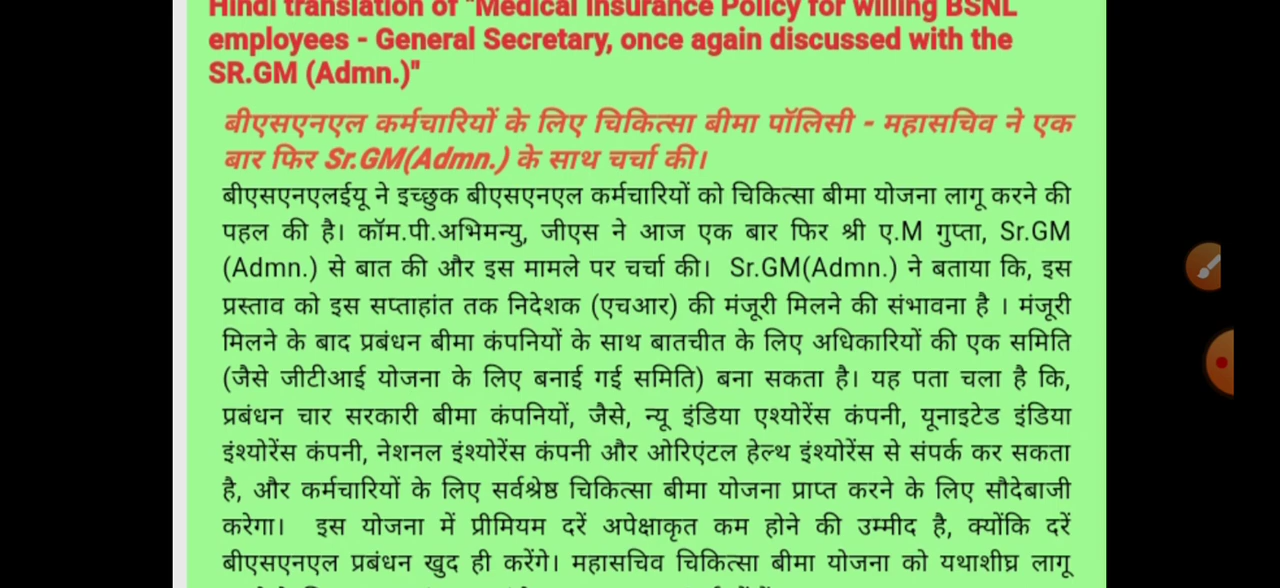 Hindi translation of "Medical Insurance Policy for willing BSNL
employees - General Secretary, once again discussed with the
SR.GM (Admn.)"
बीएसएनएल कर्मचारियों के लिए चिकित्सा बीमा पॉलिसी - महासचिव ने एक
बार फिर Sr.GM(Admn.) के साथ चर्चा की।
बीएसएनएलईयू ने इच्छुक बीएसएनएल कर्मचारियों को चिकित्सा बीमा योजना लागू करने की
पहल की है। कॉम.पी.अभिमन्यु, जीएस ने आज एक बार फिर श्री ए.M गुप्ता, Sr.GM
(Admn.) से बात की और इस मामले पर चर्चा की। Sr.GM(Admn.) ने बताया कि, इस
प्रस्ताव को इस सप्ताहांत तक निदेशक (एचआर) की मंजूरी मिलने की संभावना है । मंजूरी
मिलने के बाद प्रबंधन बीमा कंपनियों के साथ बातचीत के लिए अधिकारियों की एक समिति
(जैसे जीटीआई योजना के लिए बनाई गई समिति) बना सकता है। यह पता चला है कि,
प्रबंधन चार सरकारी बीमा कंपनियों, जैसे, न्यू इंडिया एश्योरेंस कंपनी, यूनाइटेड इंडिया
इंश्योरेंस कंपनी, नेशनल इंश्योरेंस कंपनी और ओरिएंटल हेल्थ इंश्योरेंस से संपर्क कर सकता
है, और कर्मचारियों के लिए सर्वश्रेष्ठ चिकित्सा बीमा योजना प्राप्त करने के लिए सौदेबाजी
करेगा। इस योजना में प्रीमियम दरें अपेक्षाकृत कम होने की उम्मीद है, क्योंकि दरें
बीएसएनएल प्रबंधन खुद ही करेंगे। महासचिव चिकित्सा बीमा योजना को यथाशीघ्र लागू